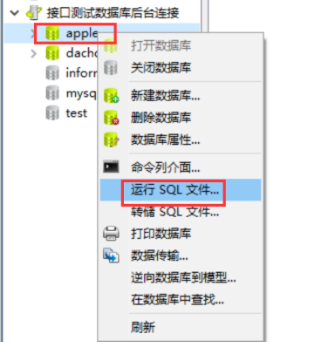 接口测试数据库后台连接
apple
dacho
infor
mysq
test
打开数据库
关闭数据库
新建数据库...
删除数据库
数据库属性...
命令列介面...
运行 SQL 文件...
转储 SQL 文件...
打印数据库
数据传输...
逆向数据库到模型...
在数据库中查找...
刷新